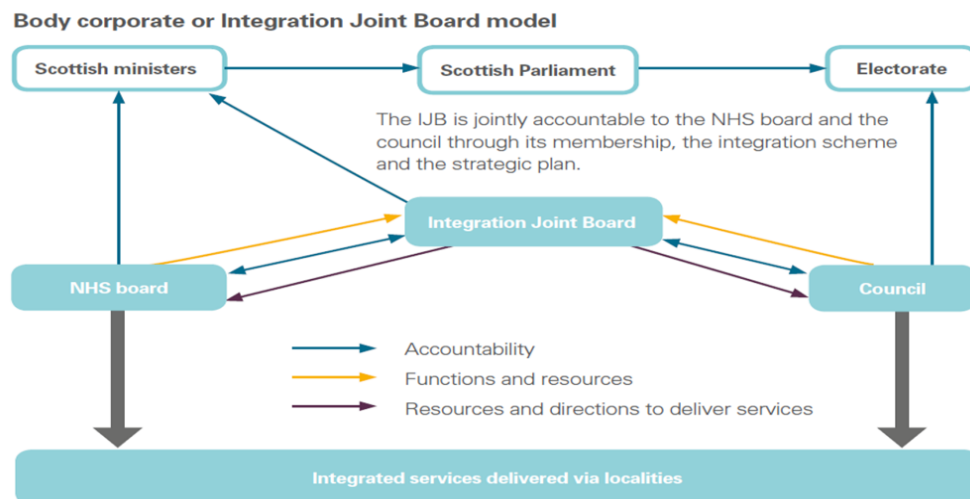 Body corporate or Integration Joint Board model
Scottish ministers
Scottish Parliament
Electorate
The IJB is jointly accountable to the NHS board and the
council through its membership, the integration scheme
and the strategic plan.
Integration Joint Board
NHS board
Council
Accountability
Functions and resources
Resources and directions to deliver services
Integrated services delivered via localities